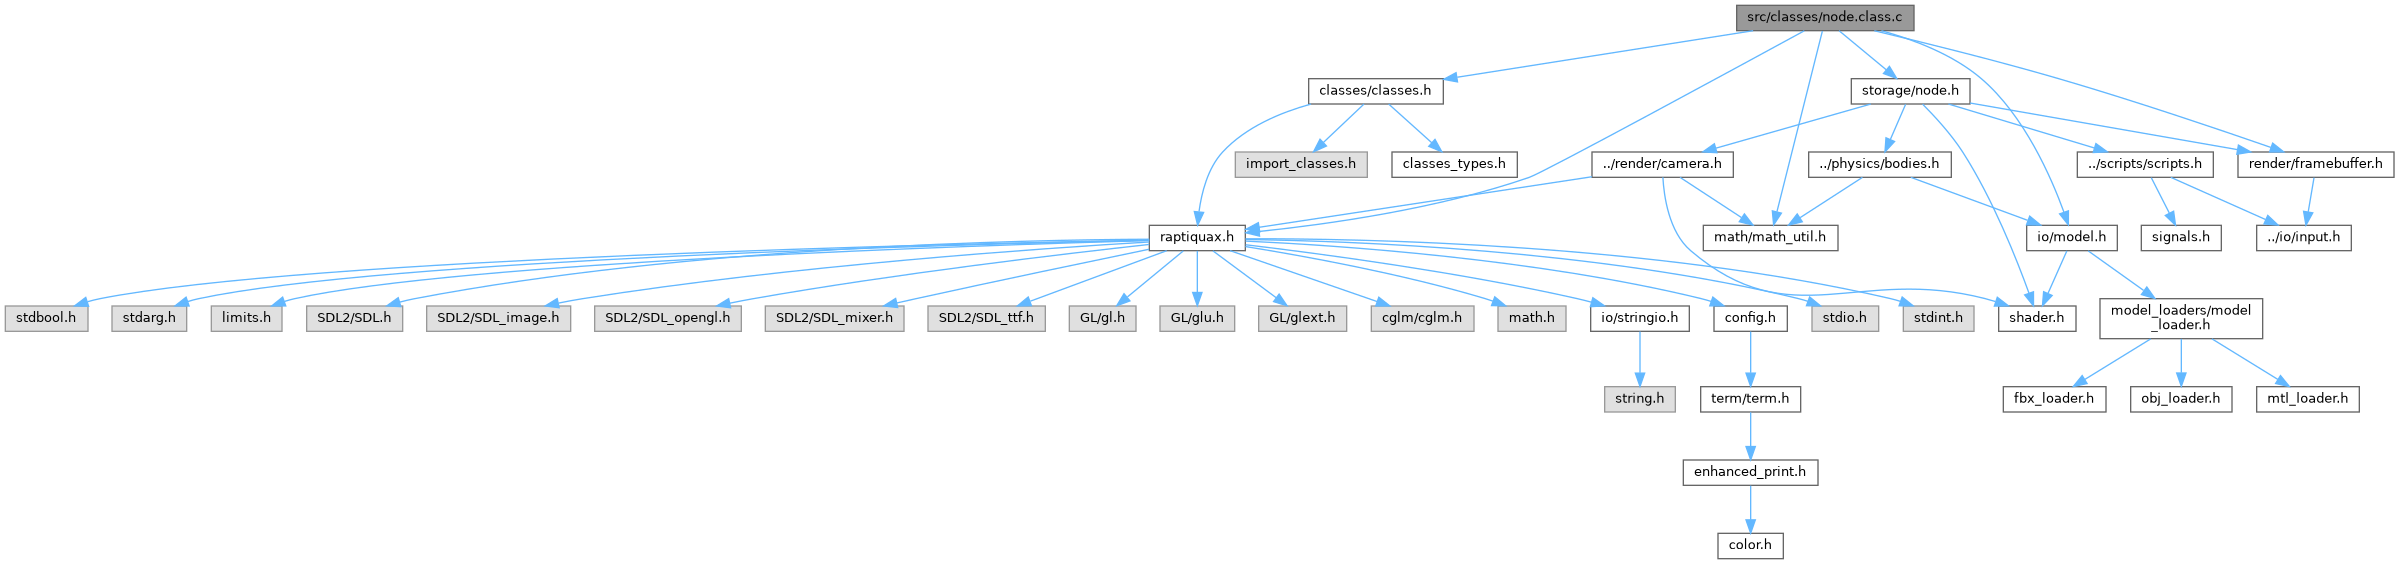 src/classes/node.class.c
classes/classes.h
storage/node.h
import_classes.h
classes_types.h
../render/camera.h
../physics/bodies.h
../scripts/scripts.h
render/framebuffer.h
raptiquax.h
math/math_util.h
io/model.h
signals.h
../io/input.h
stdbool.h
stdarg.h
limits.h
SDL2/SDL.h
SDL2/SDL_image.h
SDL2/SDL_opengl.h
SDL2/SDL_mixer.h
SDL2/SDL_ttf.h
GL/gl.h
GL/glu.h
GL/glext.h
cglm/cglm.h
math.h
io/stringio.h
config.h
stdio.h
stdint.h
shader.h
model_loaders/model
_loader.h
string.h
term/term.h
fbx_loader.h
obj_loader.h
mtl_loader.h
enhanced_print.h
color.h